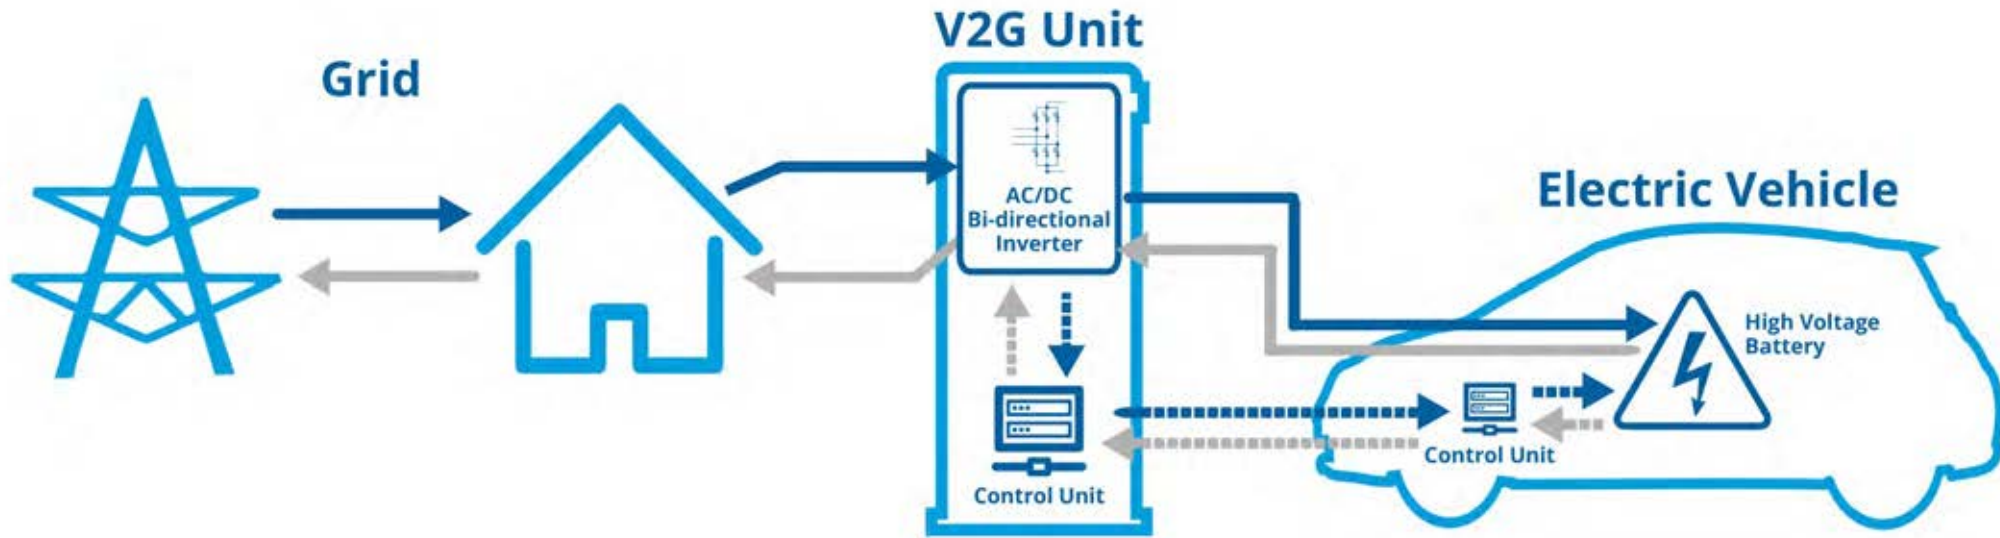 V2G Unit
Grid
AC/DC
Bi-directional
Inverter
Electric Vehicle
High Voltage
Battery
Control Unit
Control Unit